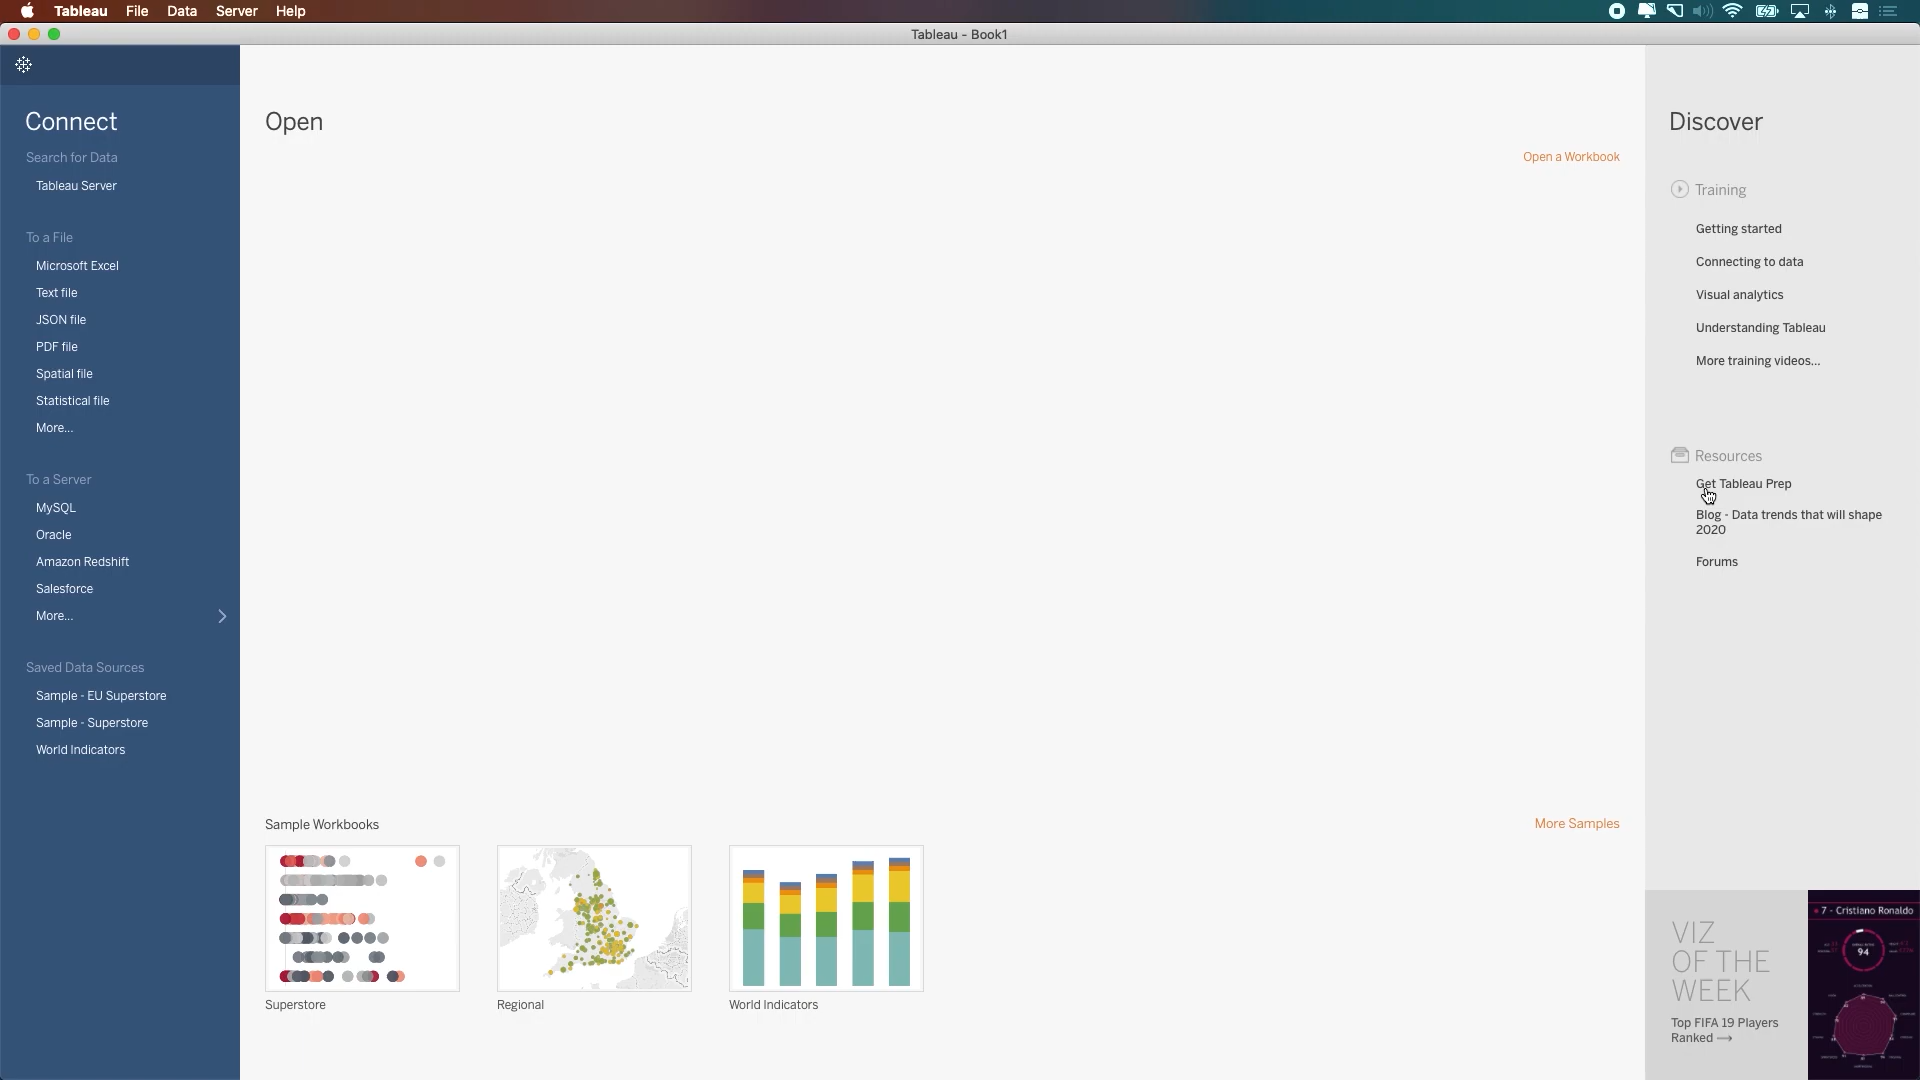 Tableau File Data Server Help
Tableau - Book1
Connect
Search for Data
Tableau Server
To a File
Microsoft Excel
Text file
JSON file
PDF file
Spatial file
Statistical file
More...
To a Server
MySQL
Oracle
Amazon Redshift
Salesforce
More...
Saved Data Sources
Sample - EU Superstore
Sample - Superstore
World Indicators
Open
Open a Workbook
Sample Workbooks
More Samples
Superstore
Regional
World Indicators
Discover
Training
Getting started
Connecting to data
Visual analytics
Understanding Tableau
More training videos...
Resources
Get Tableau Prep
Blog - Data trends that will shape
2020
Forums
VIZ
OF THE
WEEK
Top FIFA 19 Players
Ranked →
7 - Cristiano Ronaldo
94